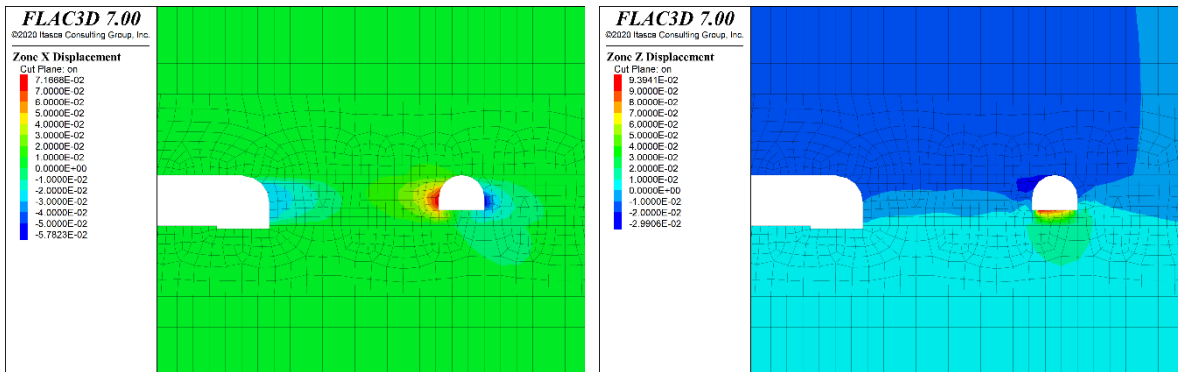 FLAC3D 7.00
©2020 Itasca Consulting Group, Inc.
Zone X Displacement
Cut Plane: on
7.1668E-02
7.0000E-02
6.0000E-02
5.0000E-02
4.0000E-02
3.0000E-02
2.0000E-02
1.0000E-02
0.0000E+00
-1.0000E-02
-2.0000E-02
-3.0000E-02
-4.0000E-02
-5.0000E-02
-5.7823E-02
FLAC3D 7.00
©2020 Itasca Consulting Group, Inc.
Zone Z Displacement
Cut Plane: on
9.3941E-02
9.0000E-02
8.0000E-02
7.0000E-02
6.0000E-02
5.0000E-02
4.0000E-02
3.0000E-02
2.0000E-02
1.0000E-02
0.0000E+00
-1.0000E-02
-2.0000E-02
-2.9906E-02